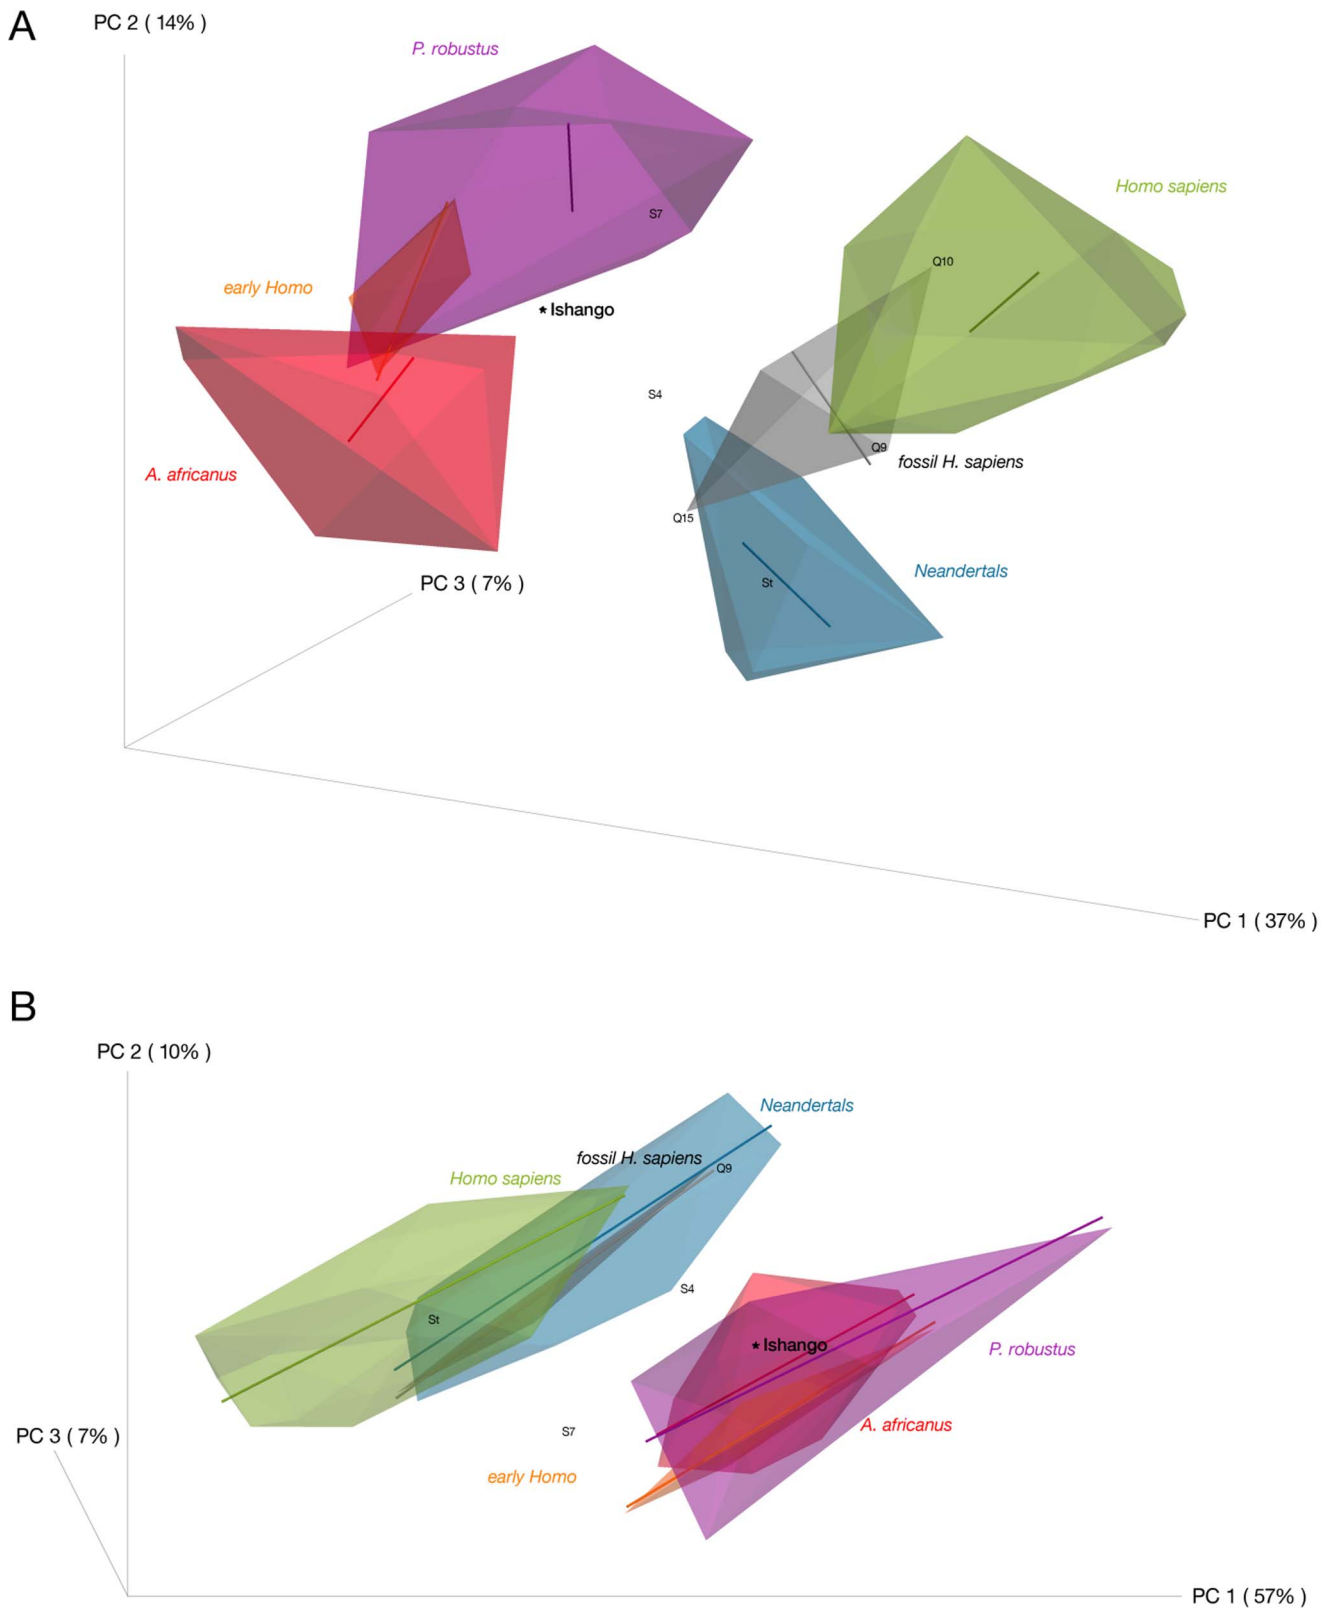 A
PC 2 ( 14% )
P. robustus
Homo sapiens
S7
Q10
early Homo
* Ishango
S4
Q9
fossil H. sapiens
A. africanus
Q15
Neandertals
St
PC 3 ( 7% )
PC 1 ( 37% )
B
PC 2 ( 10% )
Neandertals
fossil H. sapiens
Q9
Homo sapiens
S4
St
* Ishango
P. robustus
A. africanus
S7
PC 3 ( 7% )
early Homo
PC 1 ( 57% )